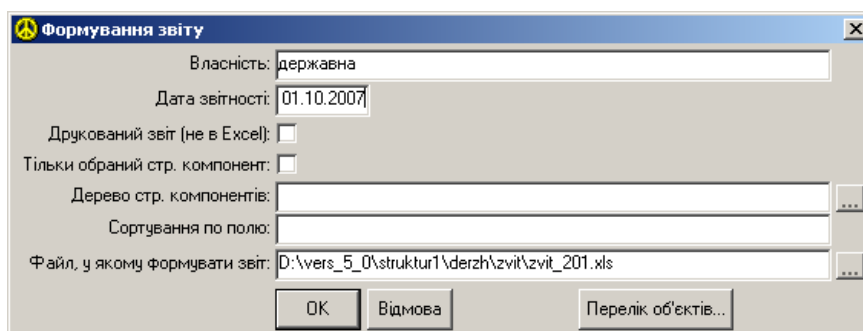 Формування звіту
Власність: державна
Дата звітності: 01.10.2007
Друкований звіт (не в Excel):
Тільки обраний стр. компонент:
Дерево стр. компонентів: ...
Сортування по полю:
Файл, у якому формувати звіт: D:\vers_5_0\struktur1\derzh\zvit\zvit_201.xls ...
OK Відмова Перелік об'єктів...